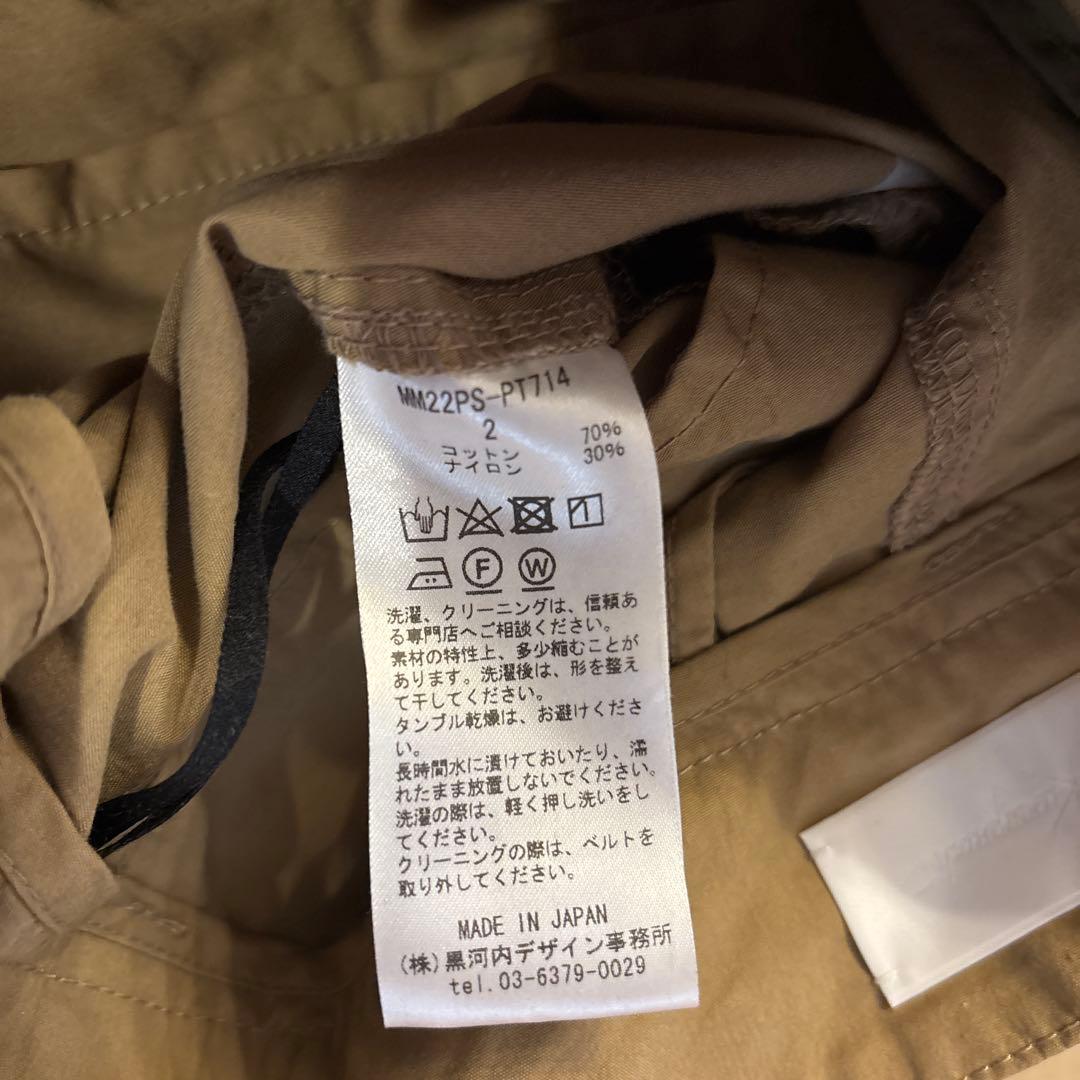 MM22PS-PT714
2
コットン 70%
ナイロン 30%
1
F W
洗濯、クリーニングは、信頼あ
る専門店へご相談ください。
素材の特性上、多少縮むことが
あります。洗濯後は、形を整え
て干してください。
タンブル乾燥は、お避けくださ
い。
長時間水に漬けておいたり、濡
れたまま放置しないでください。
洗濯の際は、軽く押し洗いをし
てください。
クリーニングの際は、ベルトを
取り外してください。
MADE IN JAPAN
(株)黒河内デザイン事務所
tel.03-6379-0029